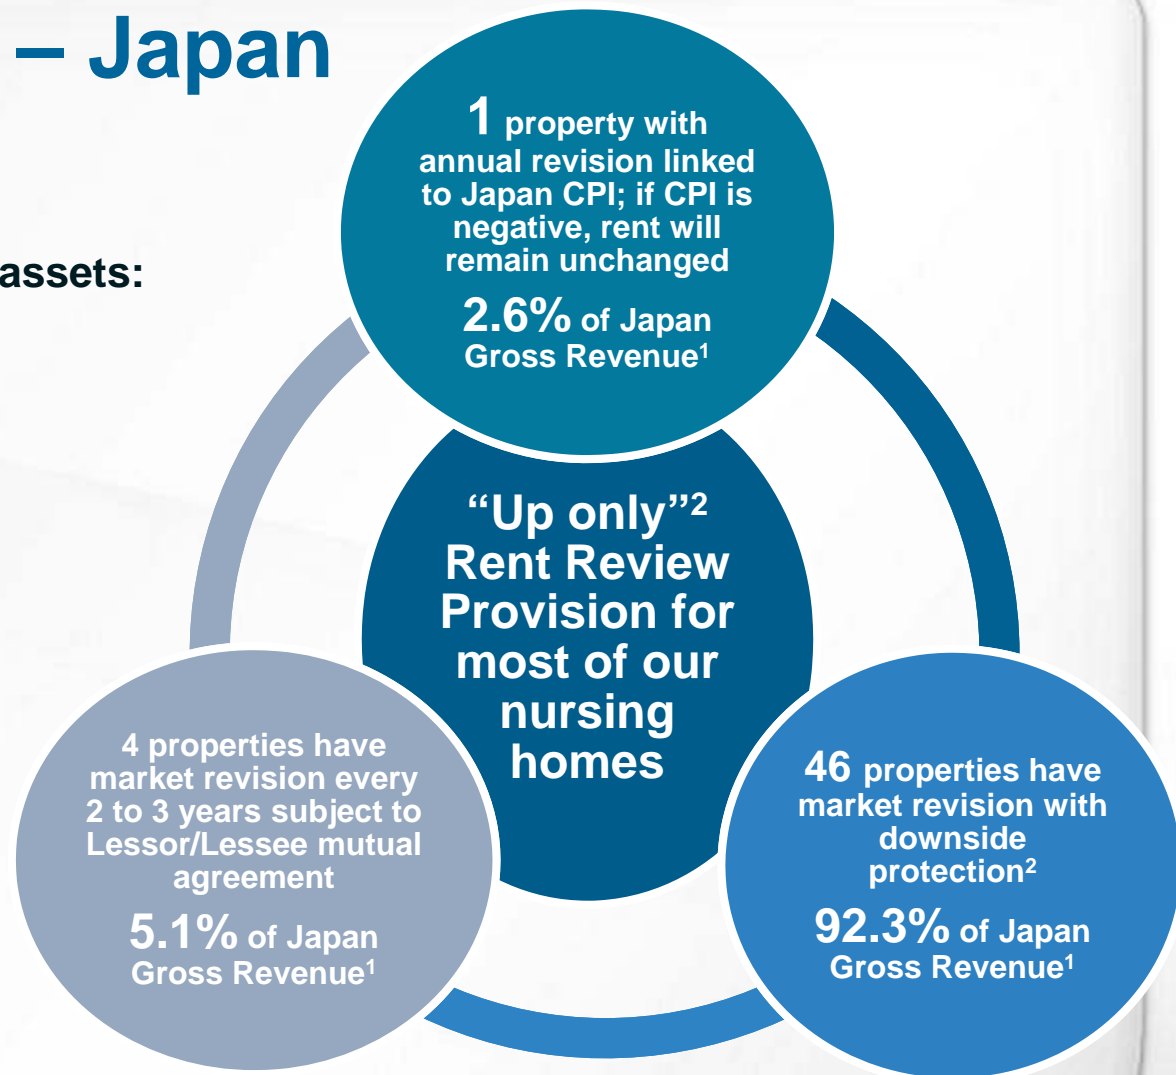 – Japan
assets:
1 property with
annual revision linked
to Japan CPI; if CPI is
negative, rent will
remain unchanged
2.6% of Japan
Gross Revenue1
“Up only”2
Rent Review
Provision for
most of our
nursing
homes
4 properties have
market revision every
2 to 3 years subject to
Lessor/Lessee mutual
agreement
5.1% of Japan
Gross Revenue1
46 properties have
market revision with
downside
protection2
92.3% of Japan
Gross Revenue1